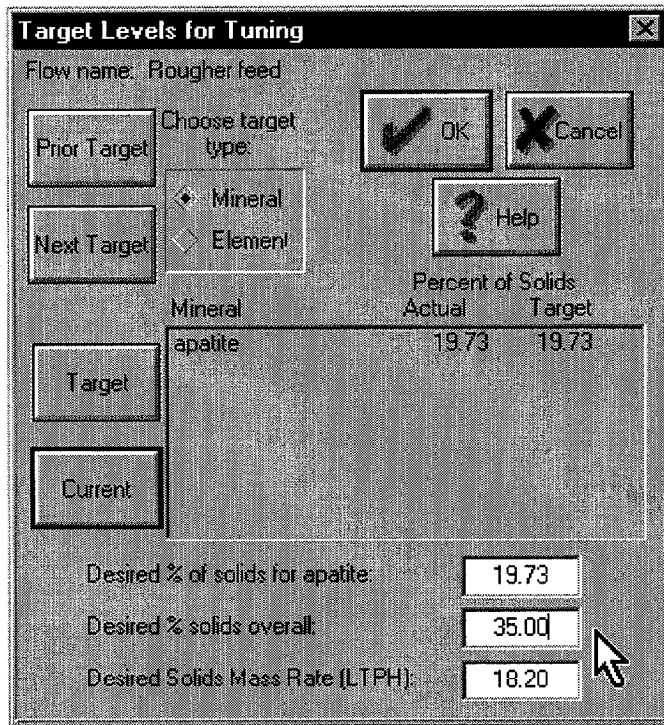 Target Levels for Tuning
Flow name: Rougher feed
Prior Target
Choose target
type:
OK
Cancel
Mineral
Element
Next Target
Help
Percent of Solids
Mineral Actual Target
apatite 19.73 19.73
Target
Current
Desired % of solids for apatite: 19.73
Desired % solids overall: 35.00
Desired Solids Mass Rate (LTPH): 18.20